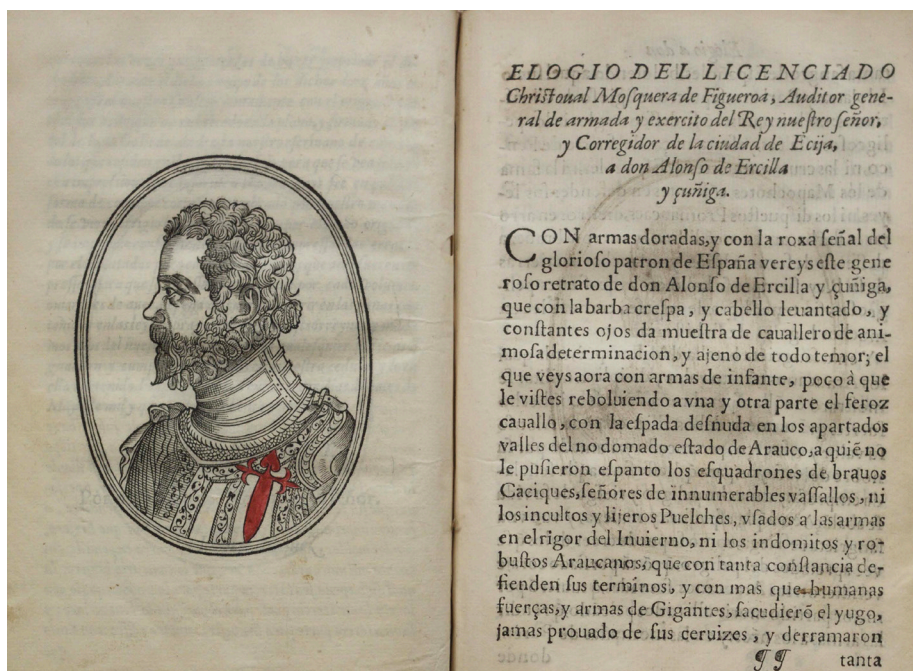 ELOGIO DEL LICENCIADO
Chriſtoual Moſquera de Figueroa, Auditor gene-
ral de armada y exercito del Rey nueſtro ſeñor,
y Corregidor de la ciudad de Ecija,
a don Alonſo de Ercilla
y çuñiga.
CON armas doradas, y con la roxa ſeñal del
glorioſo patron de Eſpaña vereys eſte gene
roſo retrato de don Alonſo de Ercilla y çuñiga,
que con la barba creſpa, y cabello leuantado, y
conſtantes ojos da mueſtra de cauallero de ani-
moſa determinacion, y ajeno de todo temor; el
que veys aora con armas de infante, poco à que
le viſtes reboluiendo a vna y otra parte el feroz
cauallo, con la eſpada deſnuda en los apartados
valles del no domado eſtado de Arauco, a quiē no
le puſieron eſpanto los eſquadrones de brauos
Caciques, ſeñores de innumerables vaſſallos, ni
los incultos y lijeros Puelches, vſados a las armas
en el rigor del Inuierno, ni los indomitos y ro-
buſtos Araucanos, que con tanta conſtancia de-
fienden ſus terminos, y con mas que humanas
fuerças, y armas de Gigantes, ſacudierō el yugo,
jamas prouado de ſus ceruizes, y derramaron
¶¶ tanta